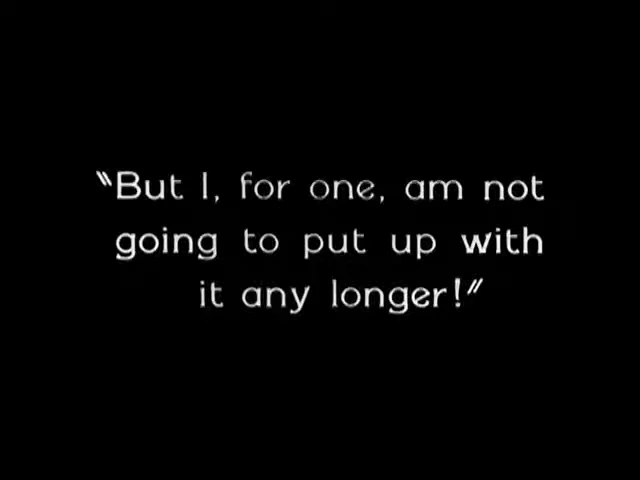 "But I, for one, am not
going to put up with
it any longer!"